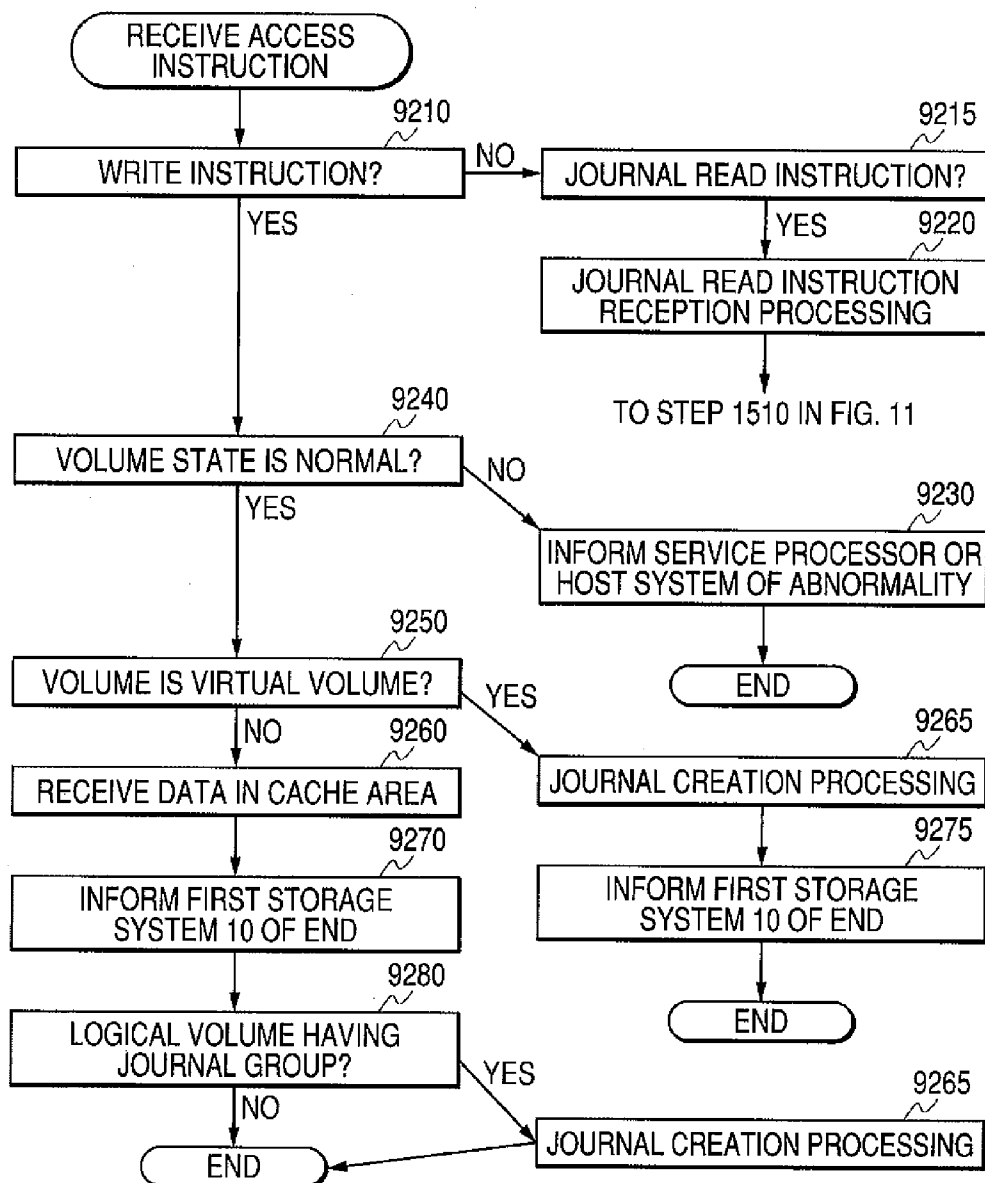 RECEIVE ACCESS
INSTRUCTION
9210
WRITE INSTRUCTION?
NO
YES
9215
JOURNAL READ INSTRUCTION?
YES
9220
JOURNAL READ INSTRUCTION
RECEPTION PROCESSING
TO STEP 1510 IN FIG. 11
9240
VOLUME STATE IS NORMAL?
NO
YES
9230
INFORM SERVICE PROCESSOR OR
HOST SYSTEM OF ABNORMALITY
END
9250
VOLUME IS VIRTUAL VOLUME?
YES
NO
9260
RECEIVE DATA IN CACHE AREA
9265
JOURNAL CREATION PROCESSING
9270
INFORM FIRST STORAGE
SYSTEM 10 OF END
9275
INFORM FIRST STORAGE
SYSTEM 10 OF END
END
9280
LOGICAL VOLUME HAVING
JOURNAL GROUP?
YES
NO
9265
JOURNAL CREATION PROCESSING
END